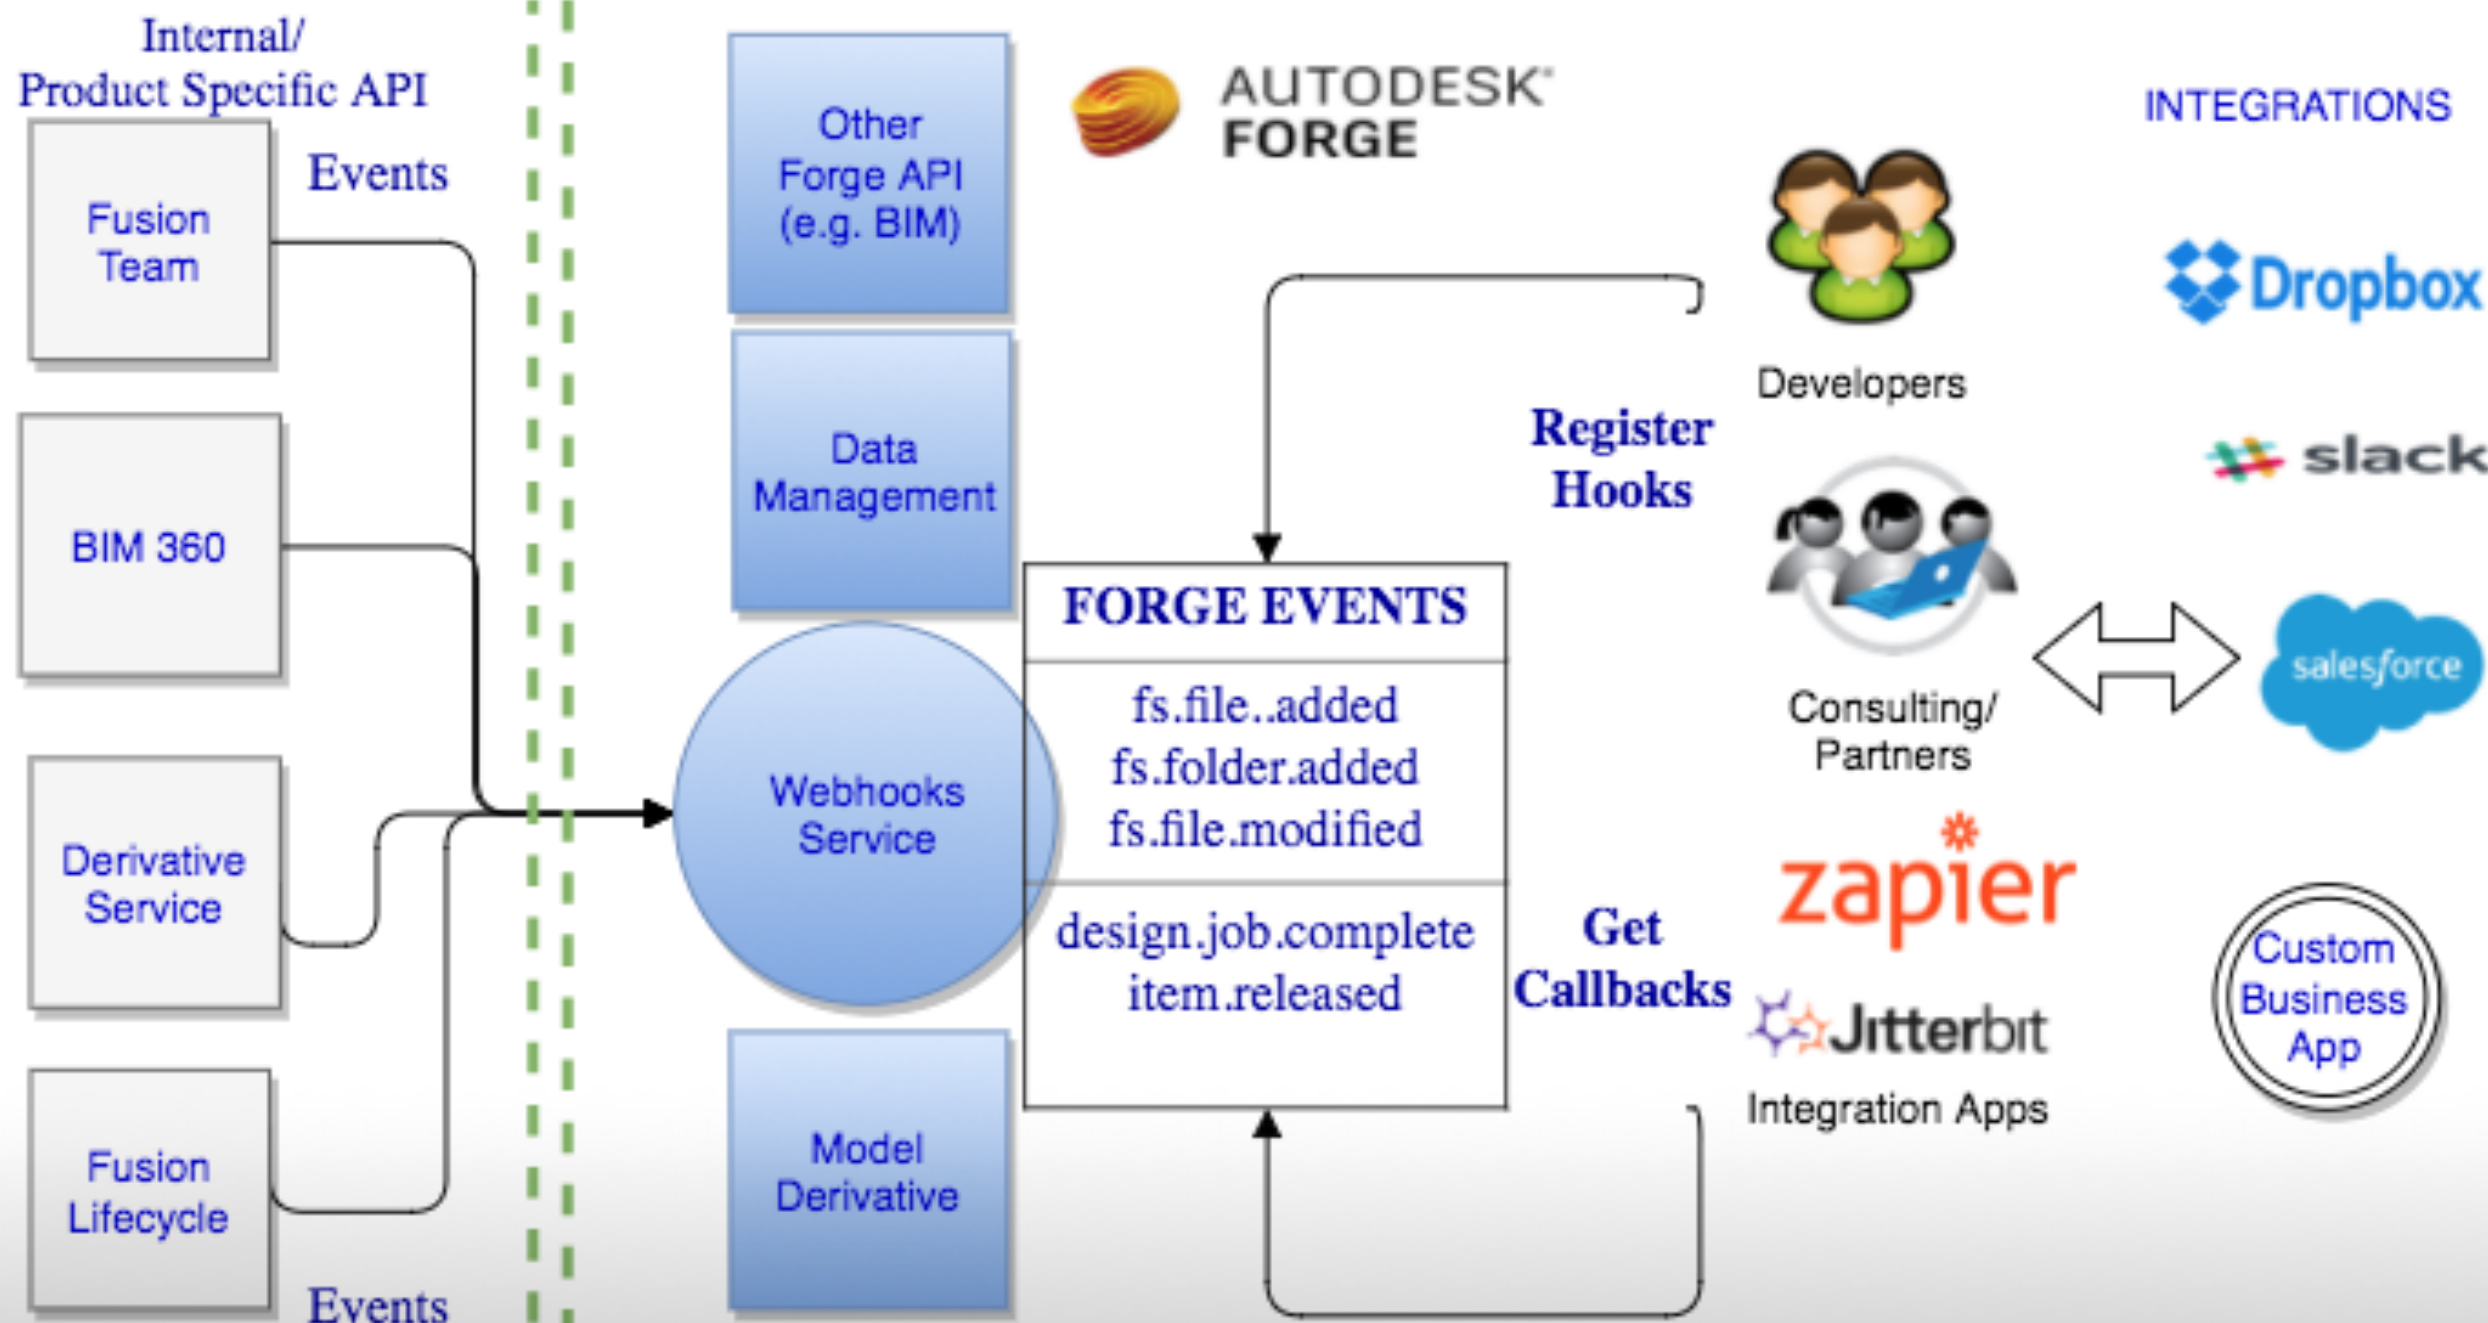 Internal/
Product Specific API
Events
Fusion
Team
BIM 360
Derivative
Service
Fusion
Lifecycle
Events
Other
Forge API
(e.g. BIM)
Data
Management
Webhooks
Service
Model
Derivative
AUTODESK
FORGE
FORGE EVENTS
fs.file..added
fs.folder.added
fs.file.modified
design.job.complete
item.released
Register
Hooks
Get
Callbacks
Developers
Consulting/
Partners
zapier
Jitterbit
Integration Apps
INTEGRATIONS
Dropbox
slack
salesforce
Custom
Business
App